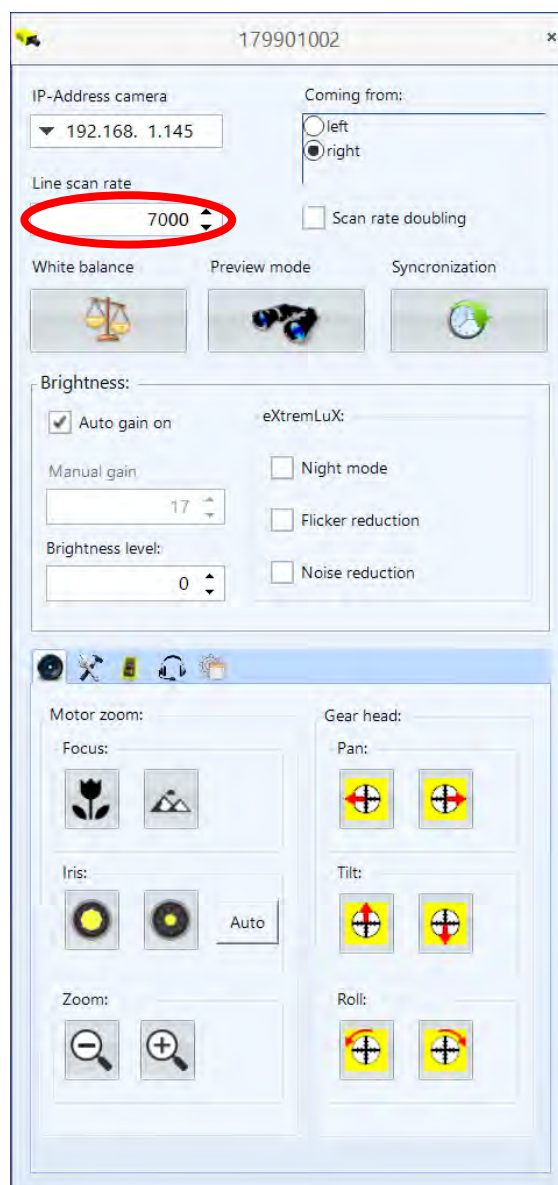 179901002
×
IP-Address camera
Coming from:
192.168. 1.145
left
right
Line scan rate
7000
Scan rate doubling
White balance
Preview mode
Syncronization
Brightness:
Auto gain on
eXtremLuX:
Manual gain
Night mode
17
Flicker reduction
Brightness level:
Noise reduction
0
Motor zoom:
Gear head:
Focus:
Pan:
Iris:
Tilt:
Auto
Zoom:
Roll: